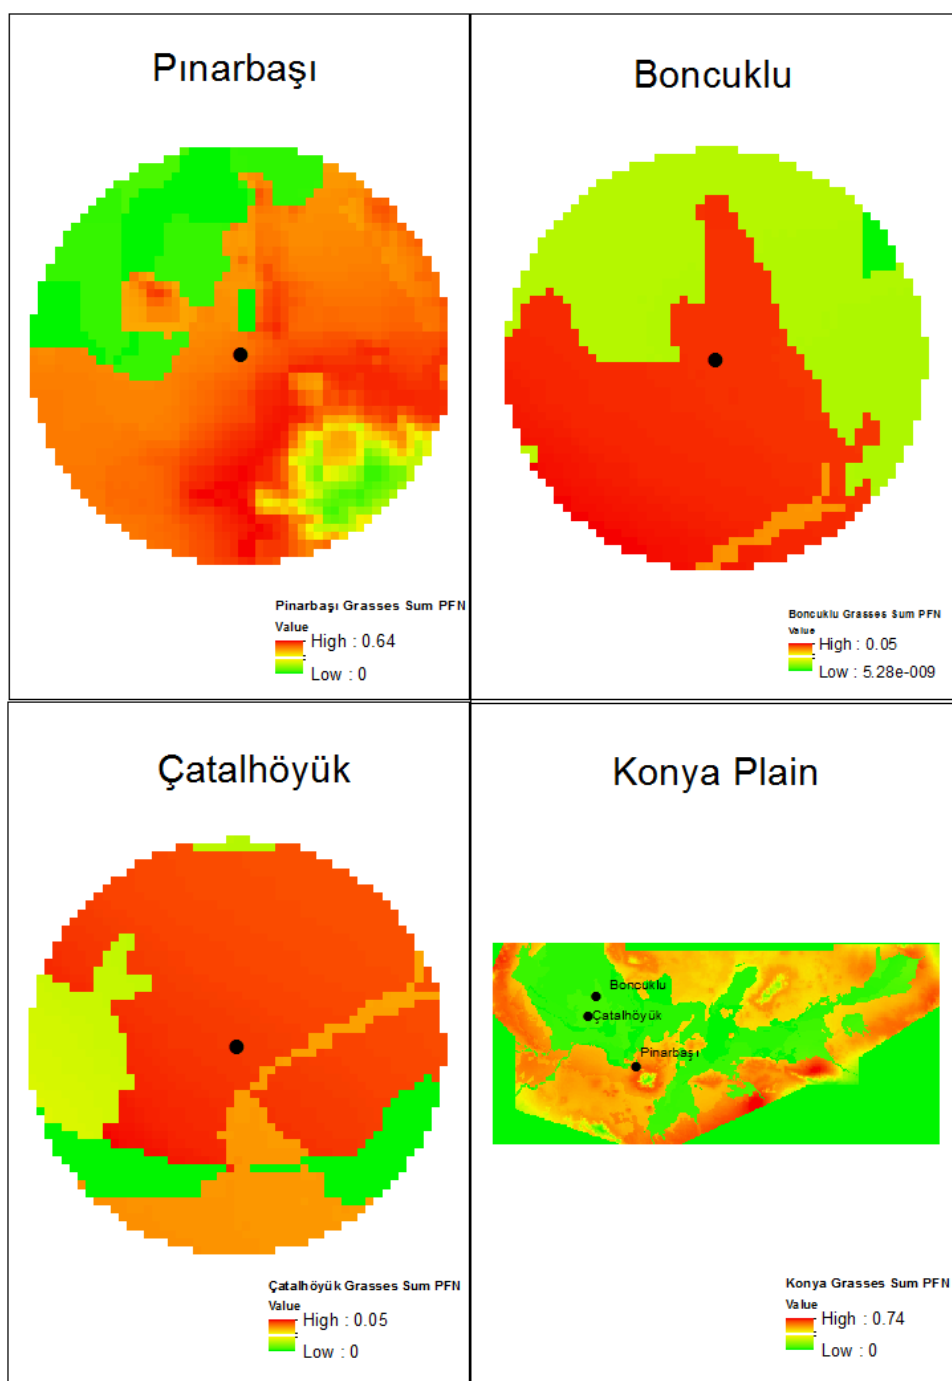 Pınarbaşı
Pinarbaşı Grasses Sum PFN
Value
High : 0.64
Low : 0
Boncuklu
Boncuklu Grasses Sum PFN
Value
High : 0.05
Low : 5.28e-009
Çatalhöyük
Çatalhöyük Grasses Sum PFN
Value
High : 0.05
Low : 0
Konya Plain
Boncuklu
Çatalhöyük
Pinarbaşı
Konya Grasses Sum PFN
Value
High : 0.74
Low : 0